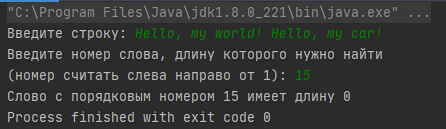 "C:\Program Files\Java\jdk1.8.0_221\bin\java.exe" ...
Введите строку: Hello, my world! Hello, my car!
Введите номер слова, длину которого нужно найти
(номер считать слева направо от 1): 15
Слово с порядковым номером 15 имеет длину 0
Process finished with exit code 0